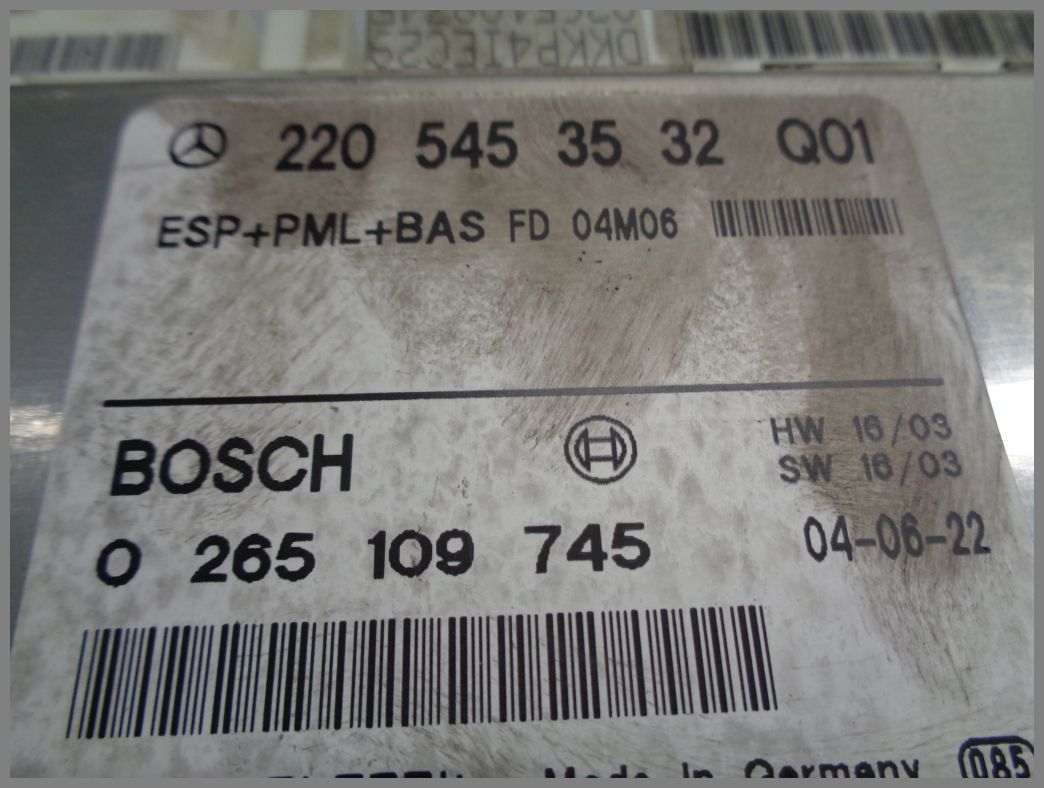 DKKP4IEC22
220 545 35 32 Q01
ESP+PML+BAS FD 04M06
BOSCH
HW 16/03
SW 16/03
0 265 109 745
04-06-22
Made In Germany
085